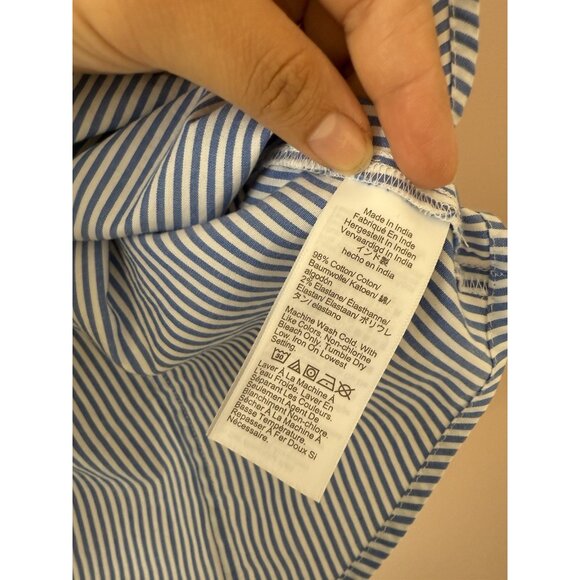 Made In India
Fabriqué En Inde
Hergestellt In Indien
Vervaardigd In India
インド製
hecho en India
98% Cotton/ Coton/
Baumwolle/ Katoen/ 綿/
algodón
2% Elastane/ Élasthanne/
Elastan/ Elastaan/ ポリウレ
タン/ elastano
Machine Wash Cold, With
Like Colors, Non-chlorine
Bleach Only, Tumble Dry
Low, Iron On Lowest
Setting.
30
Laver À La Machine À
L'eau Froide. Laver En
Séparant Les Couleurs.
Seulement Agent De
Blanchiment Non-chlore.
Sécher À La Machine À
Basse Température.
Repasser À Fer Doux Si
Nécessaire.